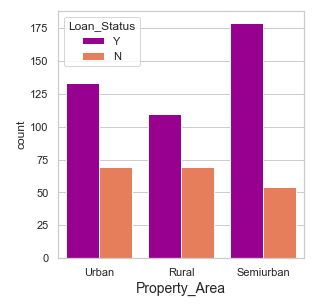 Loan_Status
Y
N
175
150
125
100
75
50
25
0
count
Urban Rural Semiurban
Property_Area